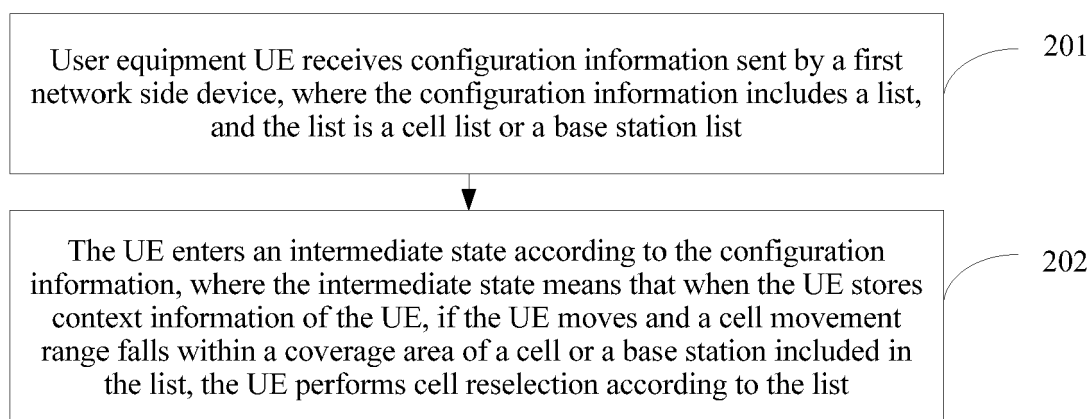 User equipment UE receives configuration information sent by a first
network side device, where the configuration information includes a list,
and the list is a cell list or a base station list
201
The UE enters an intermediate state according to the configuration
information, where the intermediate state means that when the UE stores
context information of the UE, if the UE moves and a cell movement
range falls within a coverage area of a cell or a base station included in
the list, the UE performs cell reselection according to the list
202